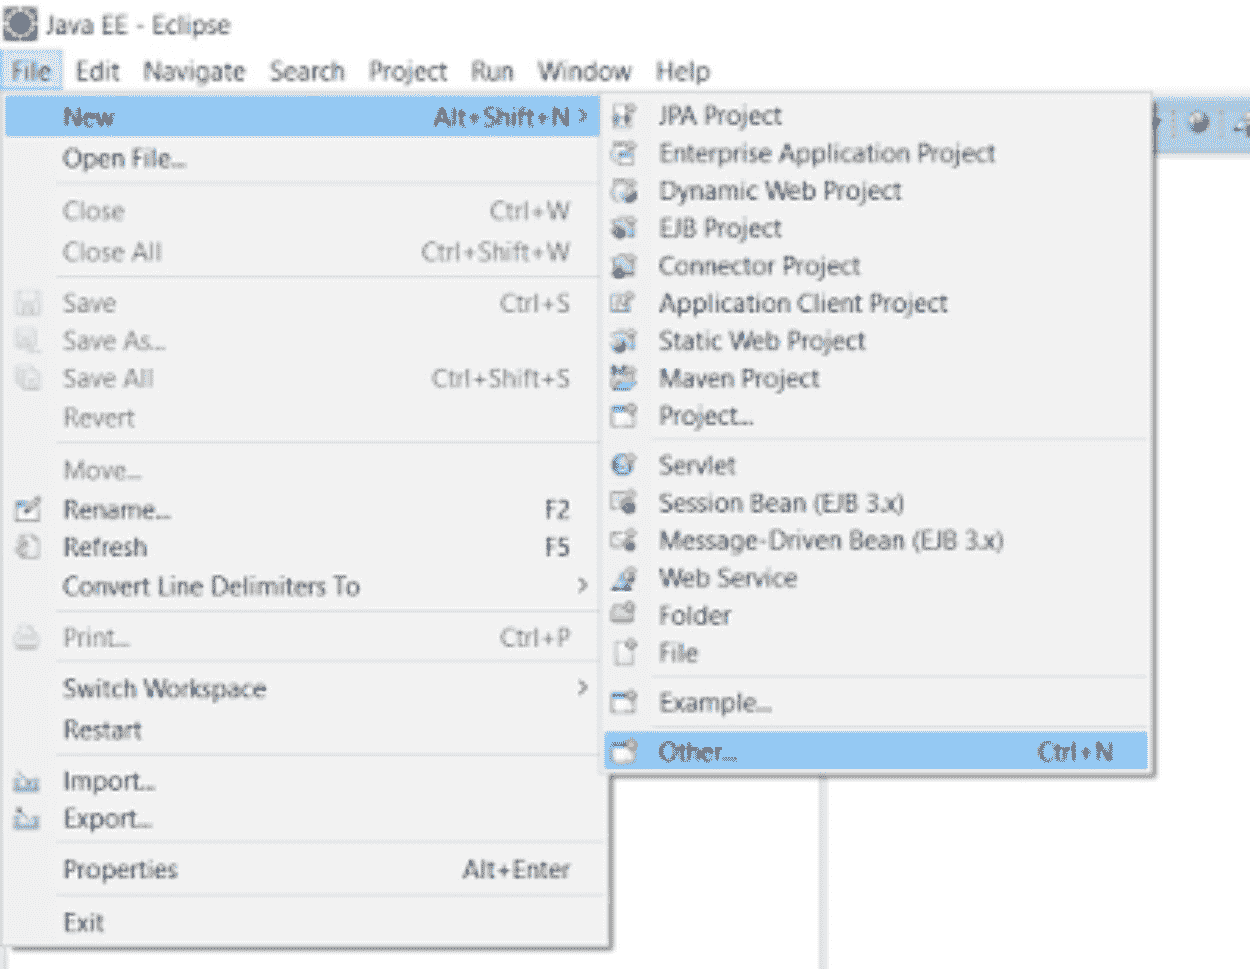 Java EE - Eclipse
File Edit Navigate Search Project Run Window Help
New Alt+Shift+N >
Open File...
Close Ctrl+W
Close All Ctrl+Shift+W
Save Ctrl+S
Save As...
Save All Ctrl+Shift+S
Revert
Move...
Rename... F2
Refresh F5
Convert Line Delimiters To >
Print... Ctrl+P
Switch Workspace >
Restart
Import...
Export...
Properties Alt+Enter
Exit
JPA Project
Enterprise Application Project
Dynamic Web Project
EJB Project
Connector Project
Application Client Project
Static Web Project
Maven Project
Project...
Servlet
Session Bean (EJB 3.x)
Message-Driven Bean (EJB 3.x)
Web Service
Folder
File
Example...
Other... Ctrl+N